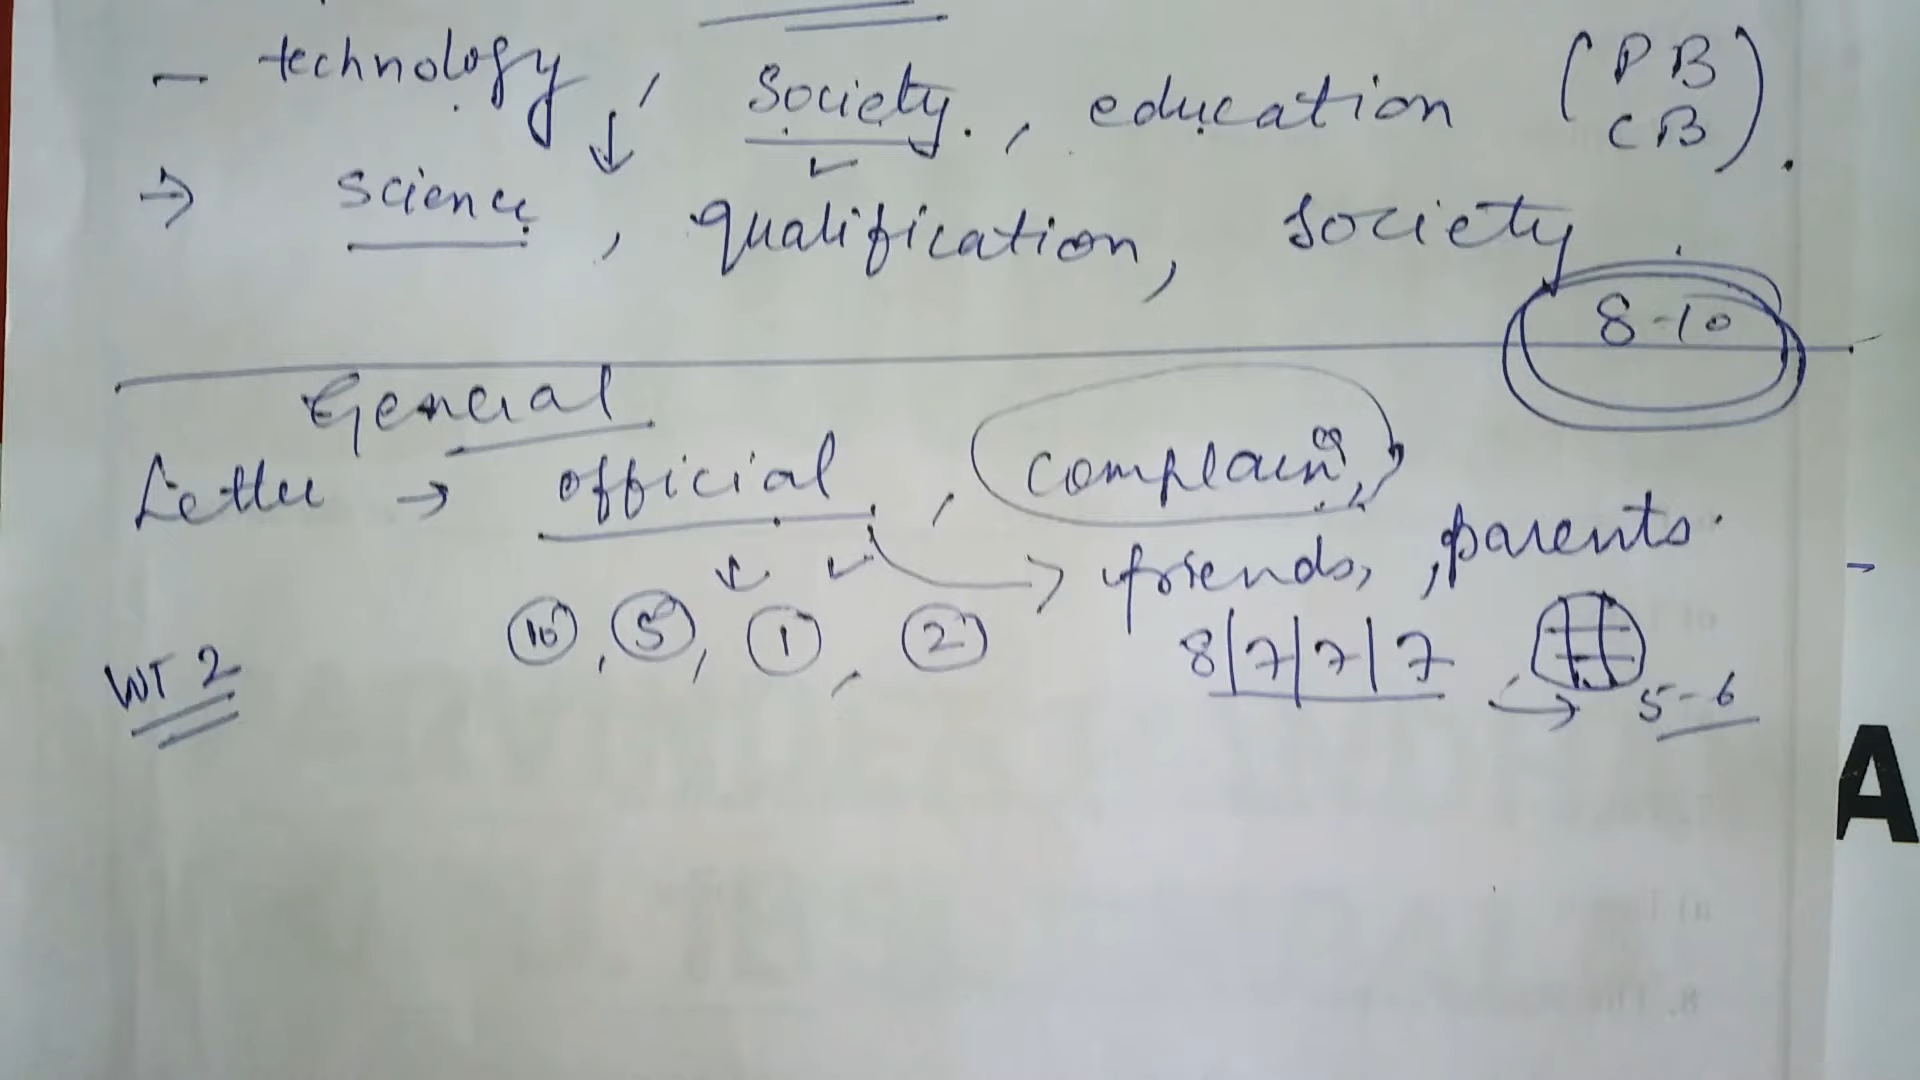 - technology, Society., education (PB CB).
→ science, qualification, society.
8-10
General
Letter → official, complain,
friends, parents.
10, 5, 1, 2
8|7|7|7 → 5-6
WT 2
A